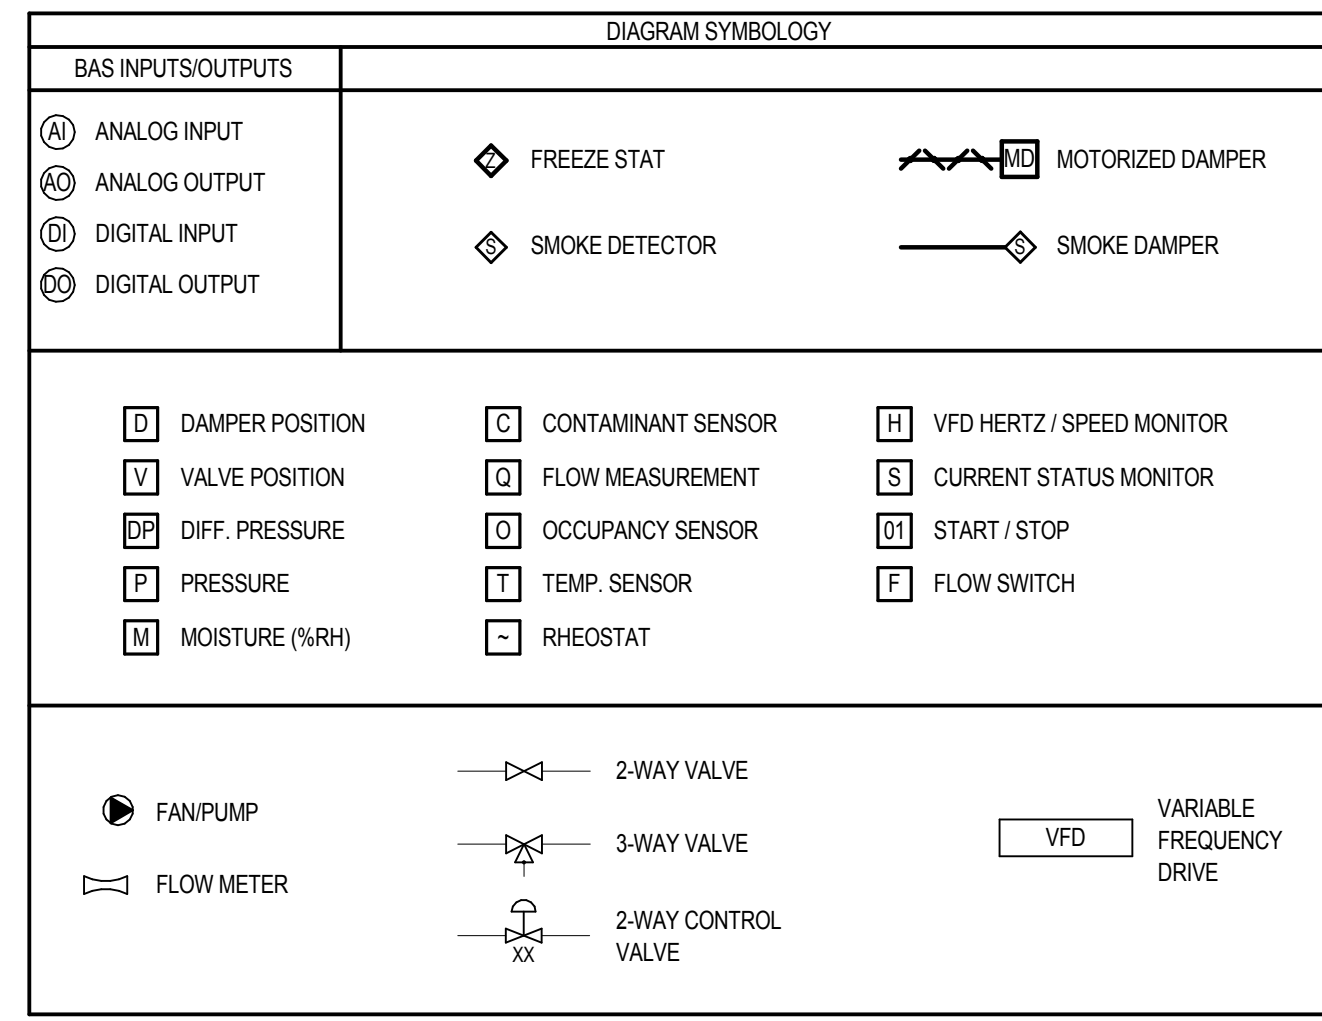 DIAGRAM SYMBOLOGY
BAS INPUTS/OUTPUTS
AI ANALOG INPUT
AO ANALOG OUTPUT
DI DIGITAL INPUT
DO DIGITAL OUTPUT
Z FREEZE STAT
MD MOTORIZED DAMPER
S SMOKE DETECTOR
S SMOKE DAMPER
D DAMPER POSITION
V VALVE POSITION
DP DIFF. PRESSURE
P PRESSURE
M MOISTURE (%RH)
C CONTAMINANT SENSOR
Q FLOW MEASUREMENT
O OCCUPANCY SENSOR
T TEMP. SENSOR
~ RHEOSTAT
H VFD HERTZ / SPEED MONITOR
S CURRENT STATUS MONITOR
01 START / STOP
F FLOW SWITCH
FAN/PUMP
FLOW METER
2-WAY VALVE
3-WAY VALVE
2-WAY CONTROL
VALVE
XX
VFD
VARIABLE
FREQUENCY
DRIVE